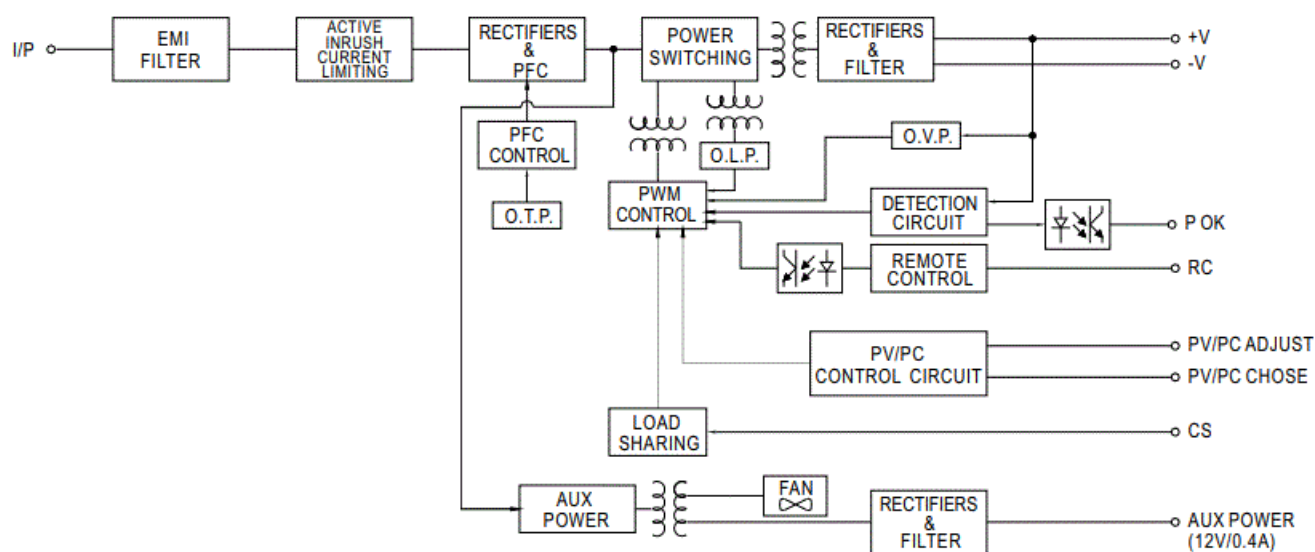 I/P
EMI
FILTER
ACTIVE
INRUSH
CURRENT
LIMITING
RECTIFIERS
&
PFC
POWER
SWITCHING
RECTIFIERS
&
FILTER
+V
-V
PFC
CONTROL
O.T.P.
O.L.P.
O.V.P.
PWM
CONTROL
DETECTION
CIRCUIT
P OK
REMOTE
CONTROL
RC
PV/PC
CONTROL CIRCUIT
PV/PC ADJUST
PV/PC CHOSE
LOAD
SHARING
CS
AUX
POWER
FAN
RECTIFIERS
&
FILTER
AUX POWER
(12V/0.4A)